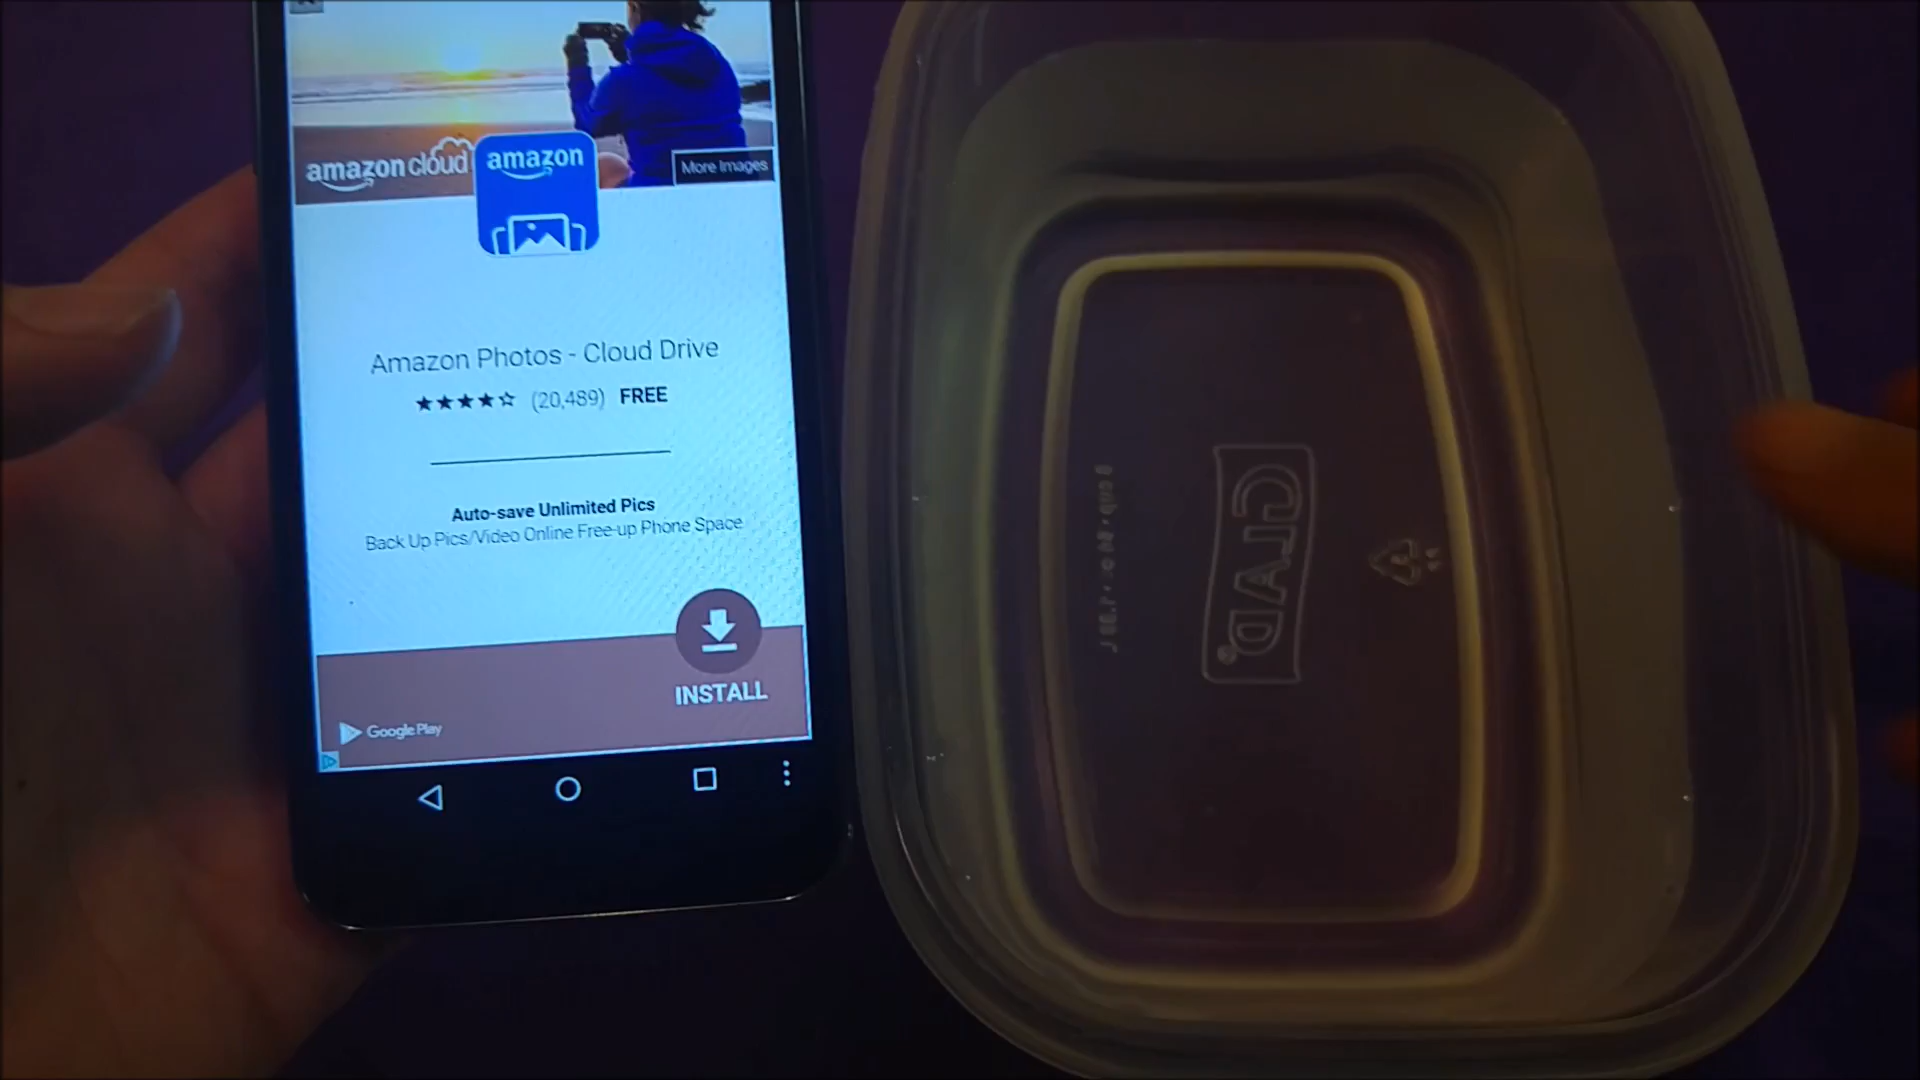 amazon cloud
amazon
More Images
Amazon Photos - Cloud Drive
(20,489) FREE
Auto-save Unlimited Pics
Back Up Pics/Video Online Free-up Phone Space
INSTALL
Google Play
GLAD